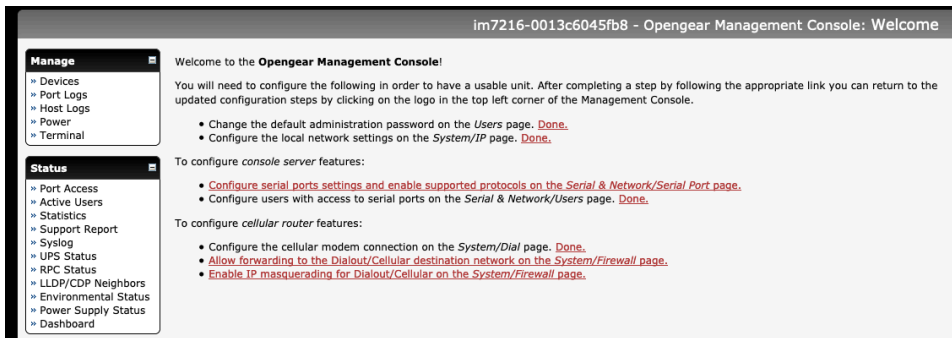 im7216-0013c6045fb8 - Opengear Management Console: Welcome
Manage
» Devices
» Port Logs
» Host Logs
» Power
» Terminal
Status
» Port Access
» Active Users
» Statistics
» Support Report
» Syslog
» UPS Status
» RPC Status
» LLDP/CDP Neighbors
» Environmental Status
» Power Supply Status
» Dashboard
Welcome to the Opengear Management Console!
You will need to configure the following in order to have a usable unit. After completing a step by following the appropriate link you can return to the
updated configuration steps by clicking on the logo in the top left corner of the Management Console.
• Change the default administration password on the Users page. Done.
• Configure the local network settings on the System/IP page. Done.
To configure console server features:
• Configure serial ports settings and enable supported protocols on the Serial & Network/Serial Port page.
• Configure users with access to serial ports on the Serial & Network/Users page. Done.
To configure cellular router features:
• Configure the cellular modem connection on the System/Dial page. Done.
• Allow forwarding to the Dialout/Cellular destination network on the System/Firewall page.
• Enable IP masquerading for Dialout/Cellular on the System/Firewall page.